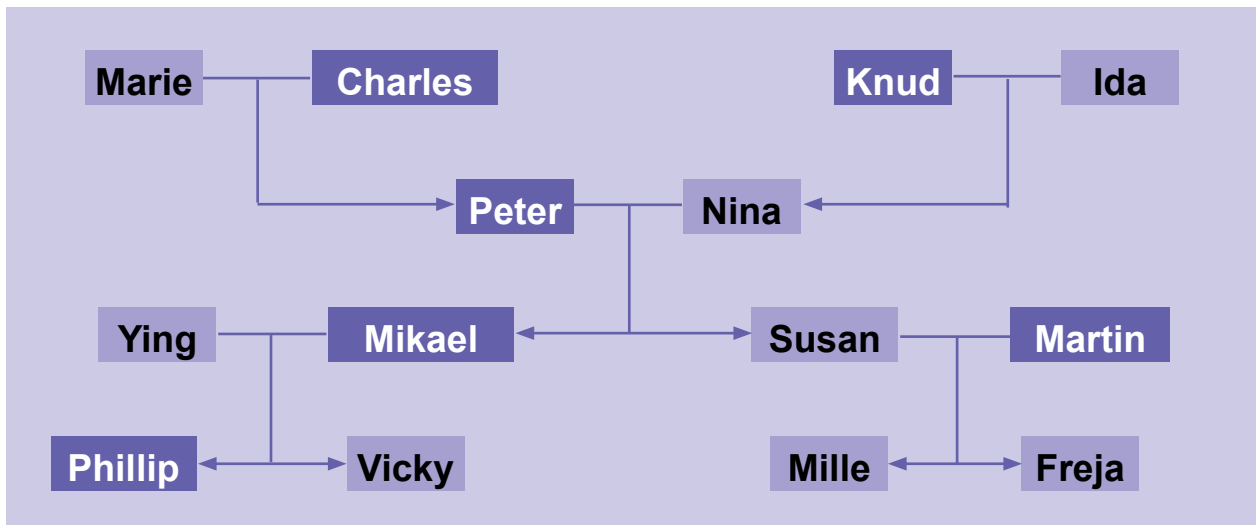 Marie Charles Knud Ida
Peter Nina
Ying Mikael Susan Martin
Phillip Vicky Mille Freja